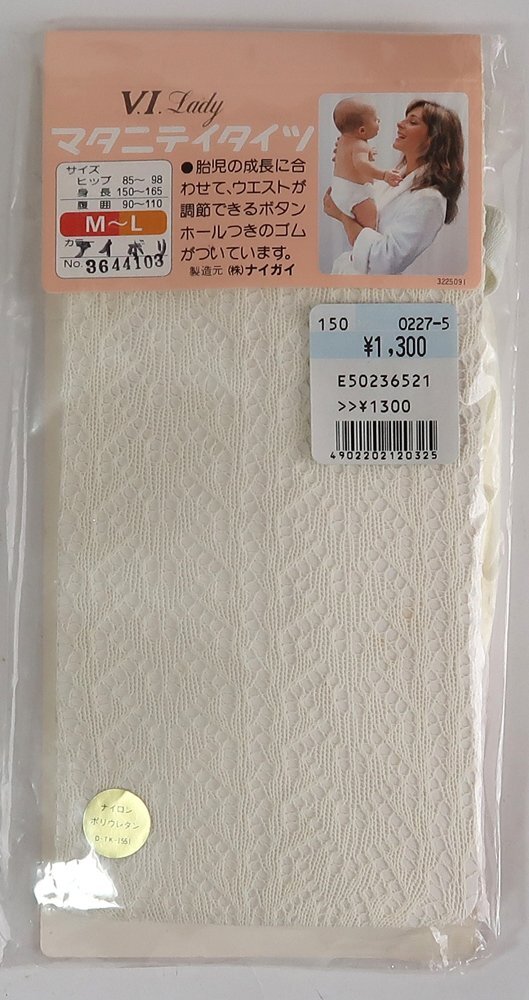 V.I. Lady
マタニティタイツ
サイズ
ヒップ 85〜 98
身 長 150〜165
腹 囲 90〜110
M〜L
カラー アイボリ
No. 3644103
●胎児の成長に合
わせて、ウエストが
調節できるボタン
ホールつきのゴム
がついています。
製造元 (株)ナイガイ
3225091
150 0227-5
¥1,300
E50236521
>>¥1300
4902202120325
ナイロン
ポリウレタン
D-TK-1551